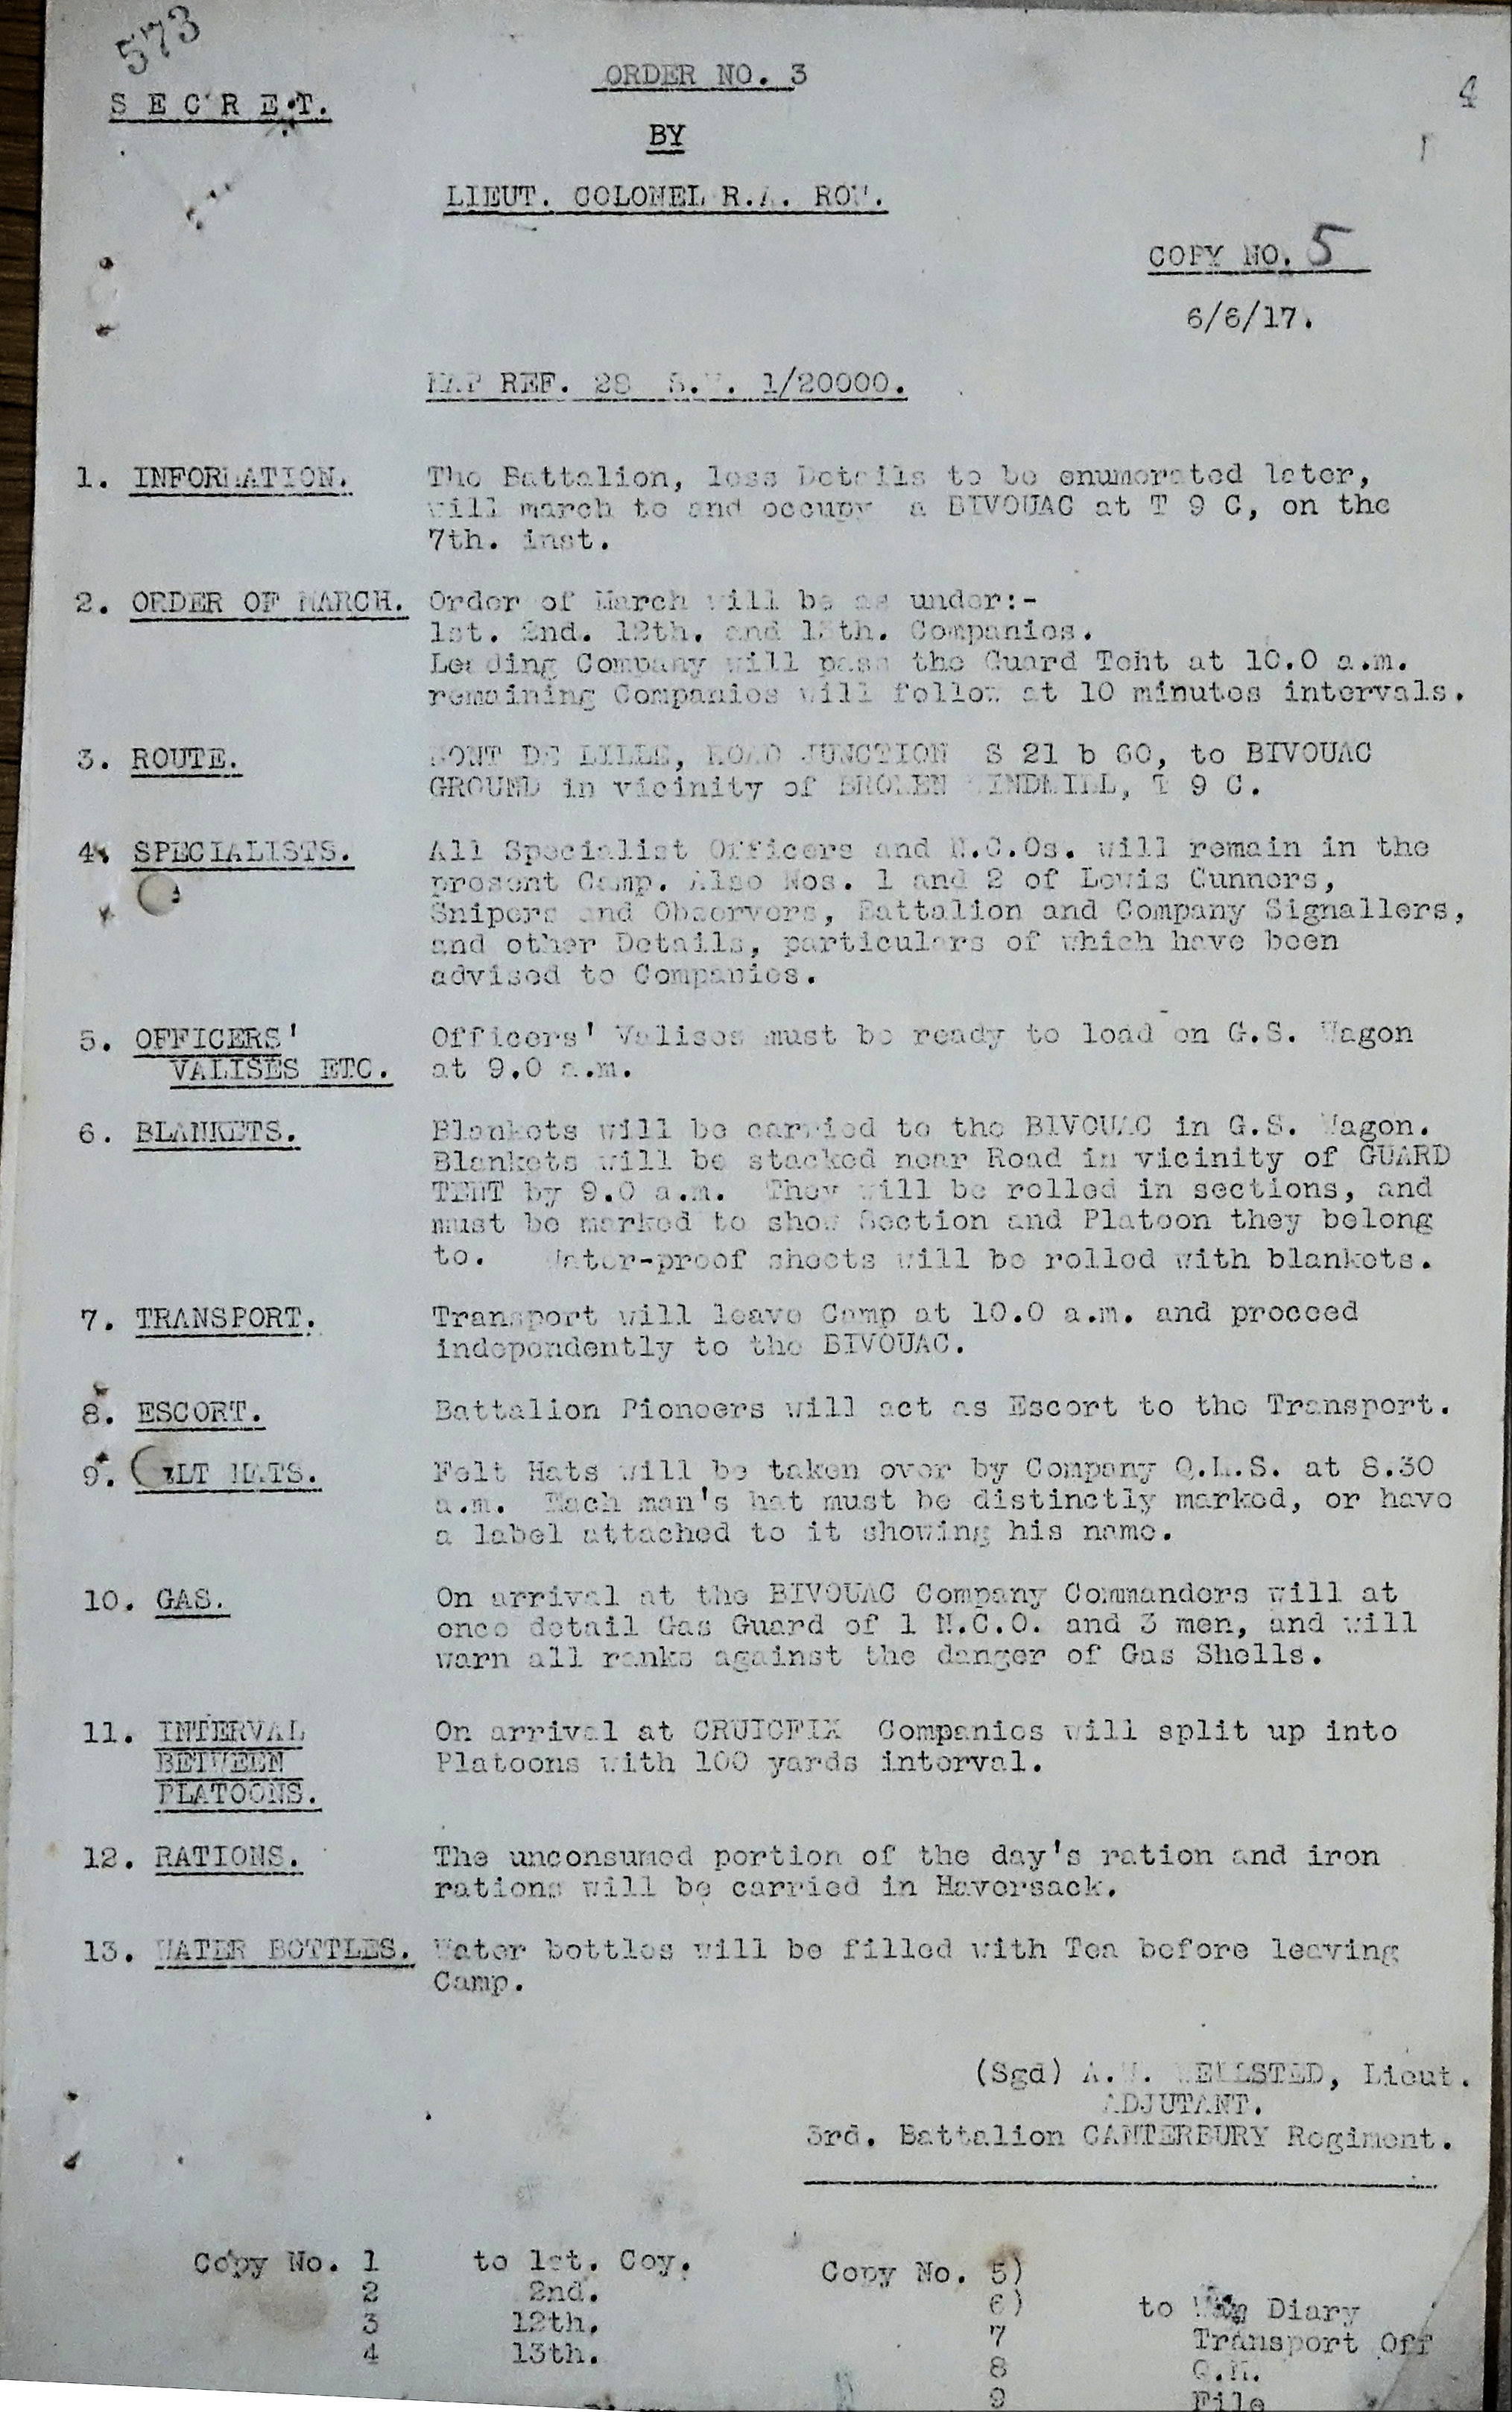 573
SECRET.
ORDER NO. 3
4
BY
LIEUT. COLONEL R.A. ROW.
COPY NO. 5
6/6/17.
MAP REF. 28 S.W. 1/20000.
1. INFORMATION. The Battalion, less Details to be enumerated later,
will march to and occupy a BIVOUAC at T 9 C, on the
7th. inst.
2. ORDER OF MARCH. Order of March will be as under:-
1st. 2nd. 12th. and 13th. Companies.
Leading Company will pass the Guard Tent at 10.0 a.m.
remaining Companies will follow at 10 minutes intervals.
3. ROUTE. PONT DE LILLE, ROAD JUNCTION S 21 b 60, to BIVOUAC
GROUND in vicinity of BROKEN WINDMILL, T 9 C.
4. SPECIALISTS. All Specialist Officers and N.C.Os. will remain in the
present Camp. Also Nos. 1 and 2 of Lewis Gunners,
Snipers and Observers, Battalion and Company Signallers,
and other Details, particulars of which have been
advised to Companies.
5. OFFICERS' Officers' Valises must be ready to load on G.S. Wagon
VALISES ETC. at 9.0 a.m.
6. BLANKETS. Blankets will be carried to the BIVOUAC in G.S. Wagon.
Blankets will be stacked near Road in vicinity of GUARD
TENT by 9.0 a.m. They will be rolled in sections, and
must be marked to show Section and Platoon they belong
to. Water-proof sheets will be rolled with blankets.
7. TRANSPORT. Transport will leave Camp at 10.0 a.m. and proceed
independently to the BIVOUAC.
8. ESCORT. Battalion Pioneers will act as Escort to the Transport.
9. FELT HATS. Felt Hats will be taken over by Company Q.M.S. at 8.30
a.m. Each man's hat must be distinctly marked, or have
a label attached to it showing his name.
10. GAS. On arrival at the BIVOUAC Company Commanders will at
once detail Gas Guard of 1 N.C.O. and 3 men, and will
warn all ranks against the danger of Gas Shells.
11. INTERVAL On arrival at CRUICFIX Companies will split up into
BETWEEN Platoons with 100 yards interval.
PLATOONS.
12. RATIONS. The unconsumed portion of the day's ration and iron
rations will be carried in Haversack.
13. WATER BOTTLES. Water bottles will be filled with Tea before leaving
Camp.
(Sgd) A.W. WELLSTED, Lieut.
ADJUTANT.
3rd. Battalion CANTERBURY Regiment.
Copy No. 1 to 1st. Coy. Copy No. 5)
2 2nd. 6) to War Diary
3 12th. 7 Transport Off
4 13th. 8 Q.M.
9 File